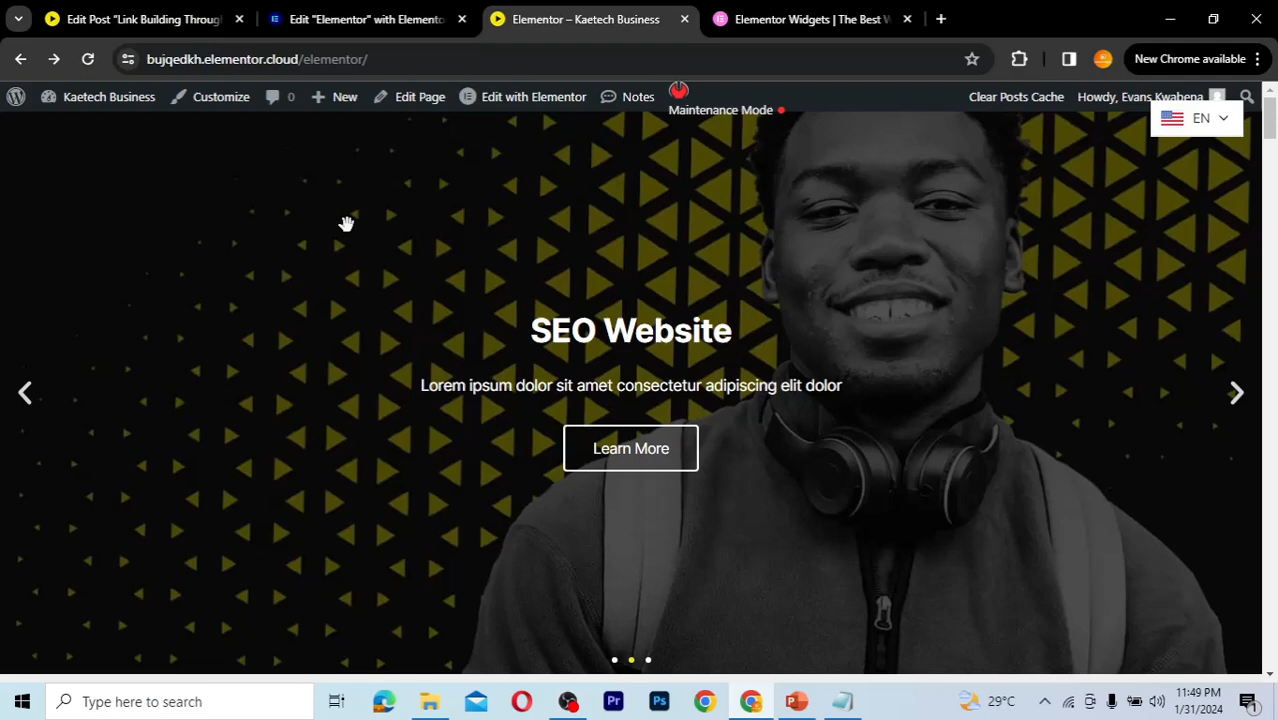 Edit Post "Link Building Throug
Edit "Elementor" with Elemento
Elementor – Kaetech Business
Elementor Widgets | The Best W
bujqedkh.elementor.cloud/elementor/
New Chrome available
Kaetech Business
Customize
0
New
Edit Page
Edit with Elementor
Notes
Maintenance Mode
Clear Posts Cache
Howdy, Evans Kwabena
EN
SEO Website
Lorem ipsum dolor sit amet consectetur adipiscing elit dolor
Learn More
Type here to search
Pr
Ps
29°C
11:49 PM
1/31/2024
1